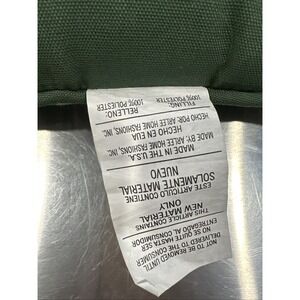 NOT TO BE REMOVED UNTIL
DELIVERED TO THE CONSUMER
NO SE QUITE HASTA SER
ENTREGADO AL CONSUMIDOR
THIS ARTICLE CONTAINS
NEW MATERIAL
ONLY
ESTE ARTICULO CONTIENE
SOLAMENTE MATERIAL
NUEVO
MADE IN THE U.S.A.
MADE BY: ARLEE HOME FASHIONS, INC.
HECHO EN EUA
HECHO POR: ARLEE HOME FASHIONS, INC.
FILLING:
100% POLYESTER
RELLENO:
100% POLYESTER